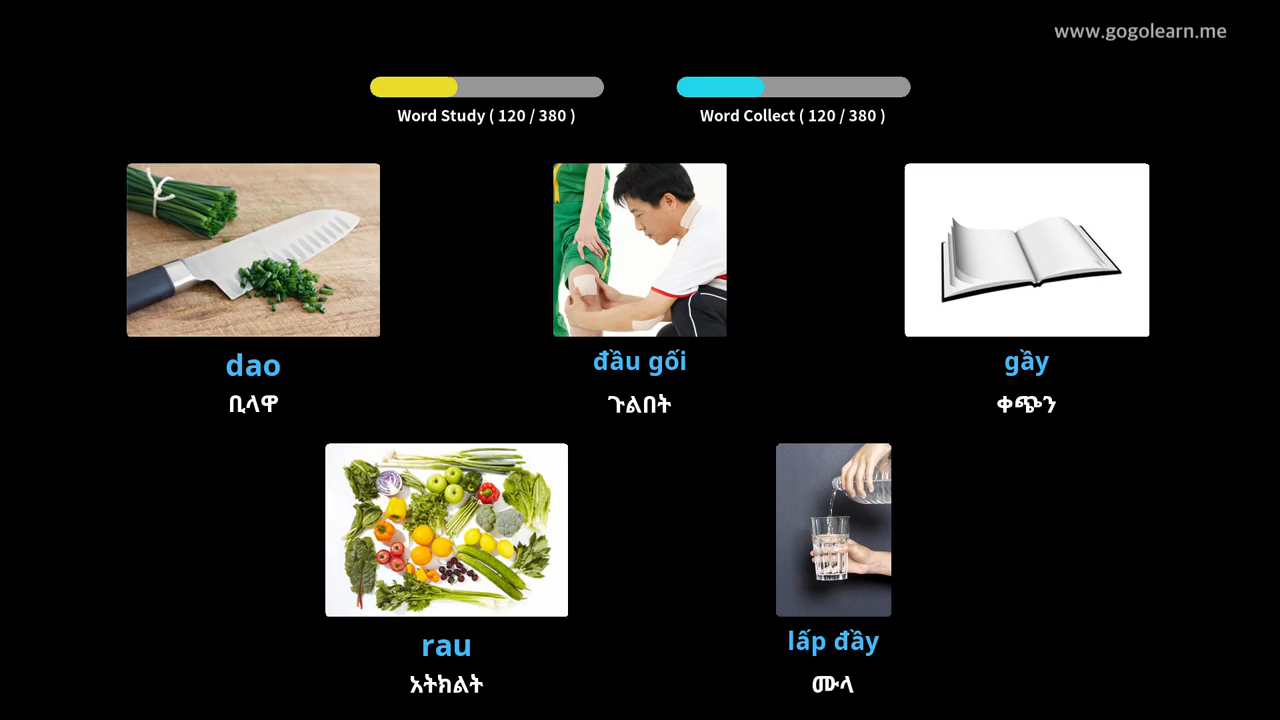 www.gogolearn.me
Word Study ( 120 / 380 )
Word Collect ( 120 / 380 )
dao
ቢላዋ
đầu gối
ጉልበት
gầy
ቀጭን
rau
አትክልት
lấp đầy
ሙላ